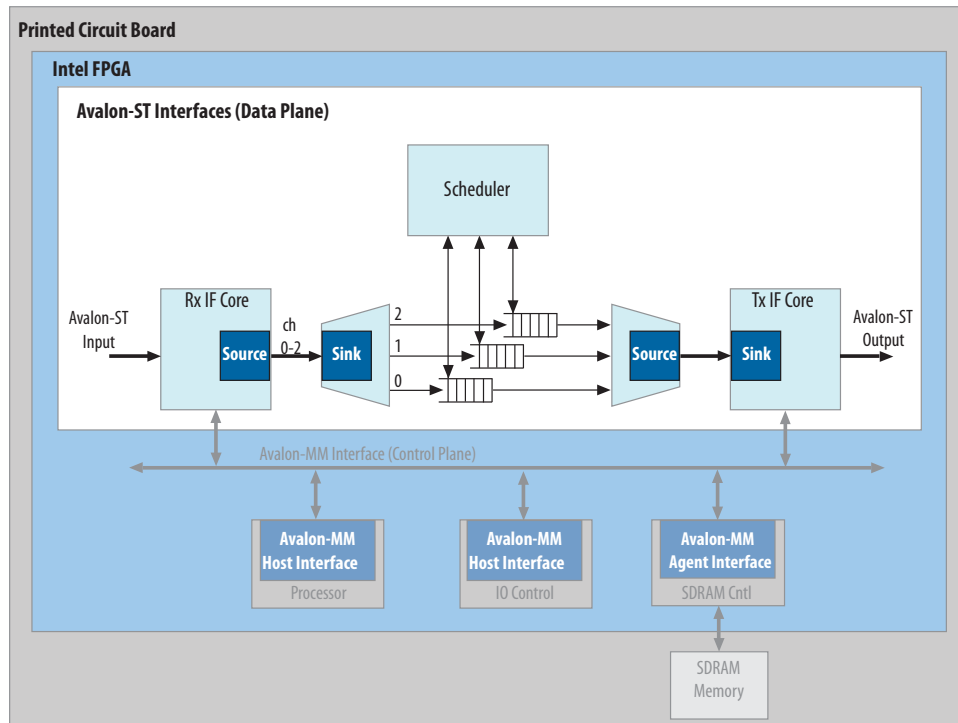 Printed Circuit Board
Intel FPGA
Avalon-ST Interfaces (Data Plane)
Scheduler
Rx IF Core
Tx IF Core
Avalon-ST
Input
ch
0-2
Source
Sink
2
1
0
Source
Sink
Avalon-ST
Output
Avalon-MM Interface (Control Plane)
Avalon-MM
Host Interface
Processor
Avalon-MM
Host Interface
IO Control
Avalon-MM
Agent Interface
SDRAM Cntl
SDRAM
Memory